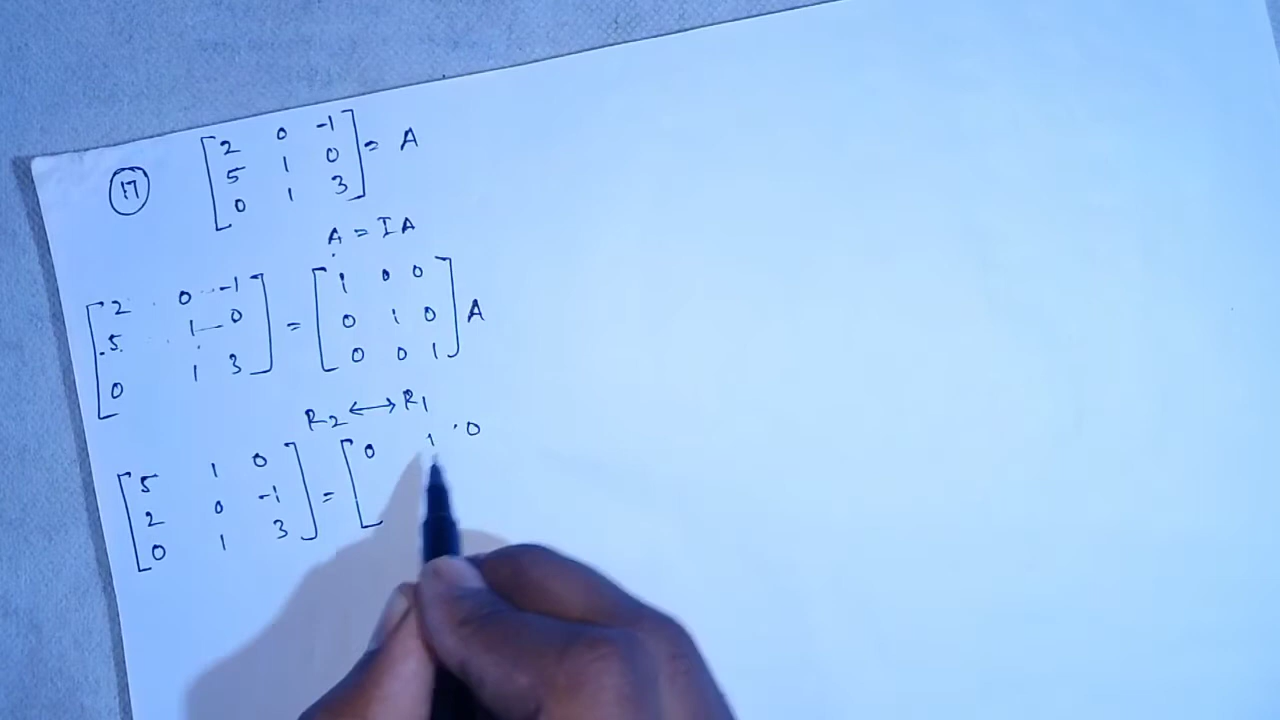 17 [2 0 -1
5 1 0
0 1 3] = A
A = IA
[2 0 -1
5 1 0
0 1 3] = [1 0 0
0 1 0
0 0 1] A
R2 ↔ R1
[5 1 0
2 0 -1
0 1 3] = [0 1 0